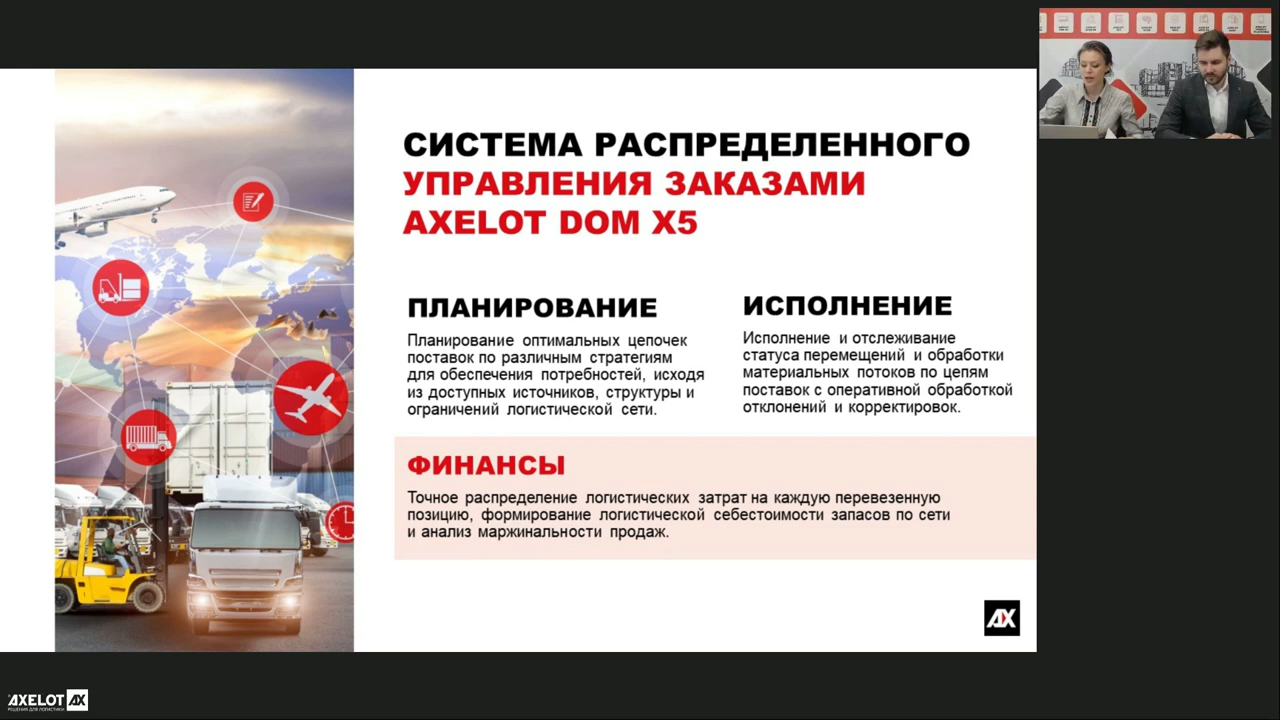 СИСТЕМА РАСПРЕДЕЛЕННОГО
УПРАВЛЕНИЯ ЗАКАЗАМИ
AXELOT DOM X5
ПЛАНИРОВАНИЕ
Планирование оптимальных цепочек
поставок по различным стратегиям
для обеспечения потребностей, исходя
из доступных источников, структуры и
ограничений логистической сети.
ИСПОЛНЕНИЕ
Исполнение и отслеживание
статуса перемещений и обработки
материальных потоков по цепям
поставок с оперативной обработкой
отклонений и корректировок.
ФИНАНСЫ
Точное распределение логистических затрат на каждую перевезенную
позицию, формирование логистической себестоимости запасов по сети
и анализ маржинальности продаж.
AX
AXELOT AX
РЕШЕНИЯ ДЛЯ ЛОГИСТИКИ